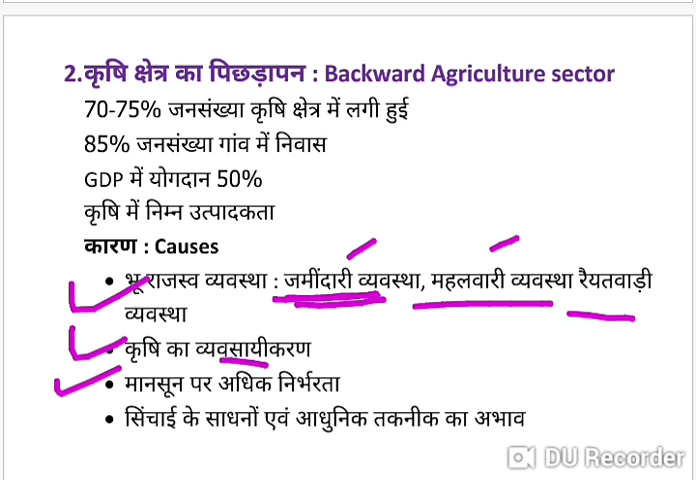 2.कृषि क्षेत्र का पिछड़ापन : Backward Agriculture sector
70-75% जनसंख्या कृषि क्षेत्र में लगी हुई
85% जनसंख्या गांव में निवास
GDP में योगदान 50%
कृषि में निम्न उत्पादकता
कारण : Causes
• भू राजस्व व्यवस्था : जमींदारी व्यवस्था, महलवारी व्यवस्था रैयतवाड़ी
व्यवस्था
• कृषि का व्यवसायीकरण
• मानसून पर अधिक निर्भरता
• सिंचाई के साधनों एवं आधुनिक तकनीक का अभाव
DU Recorder